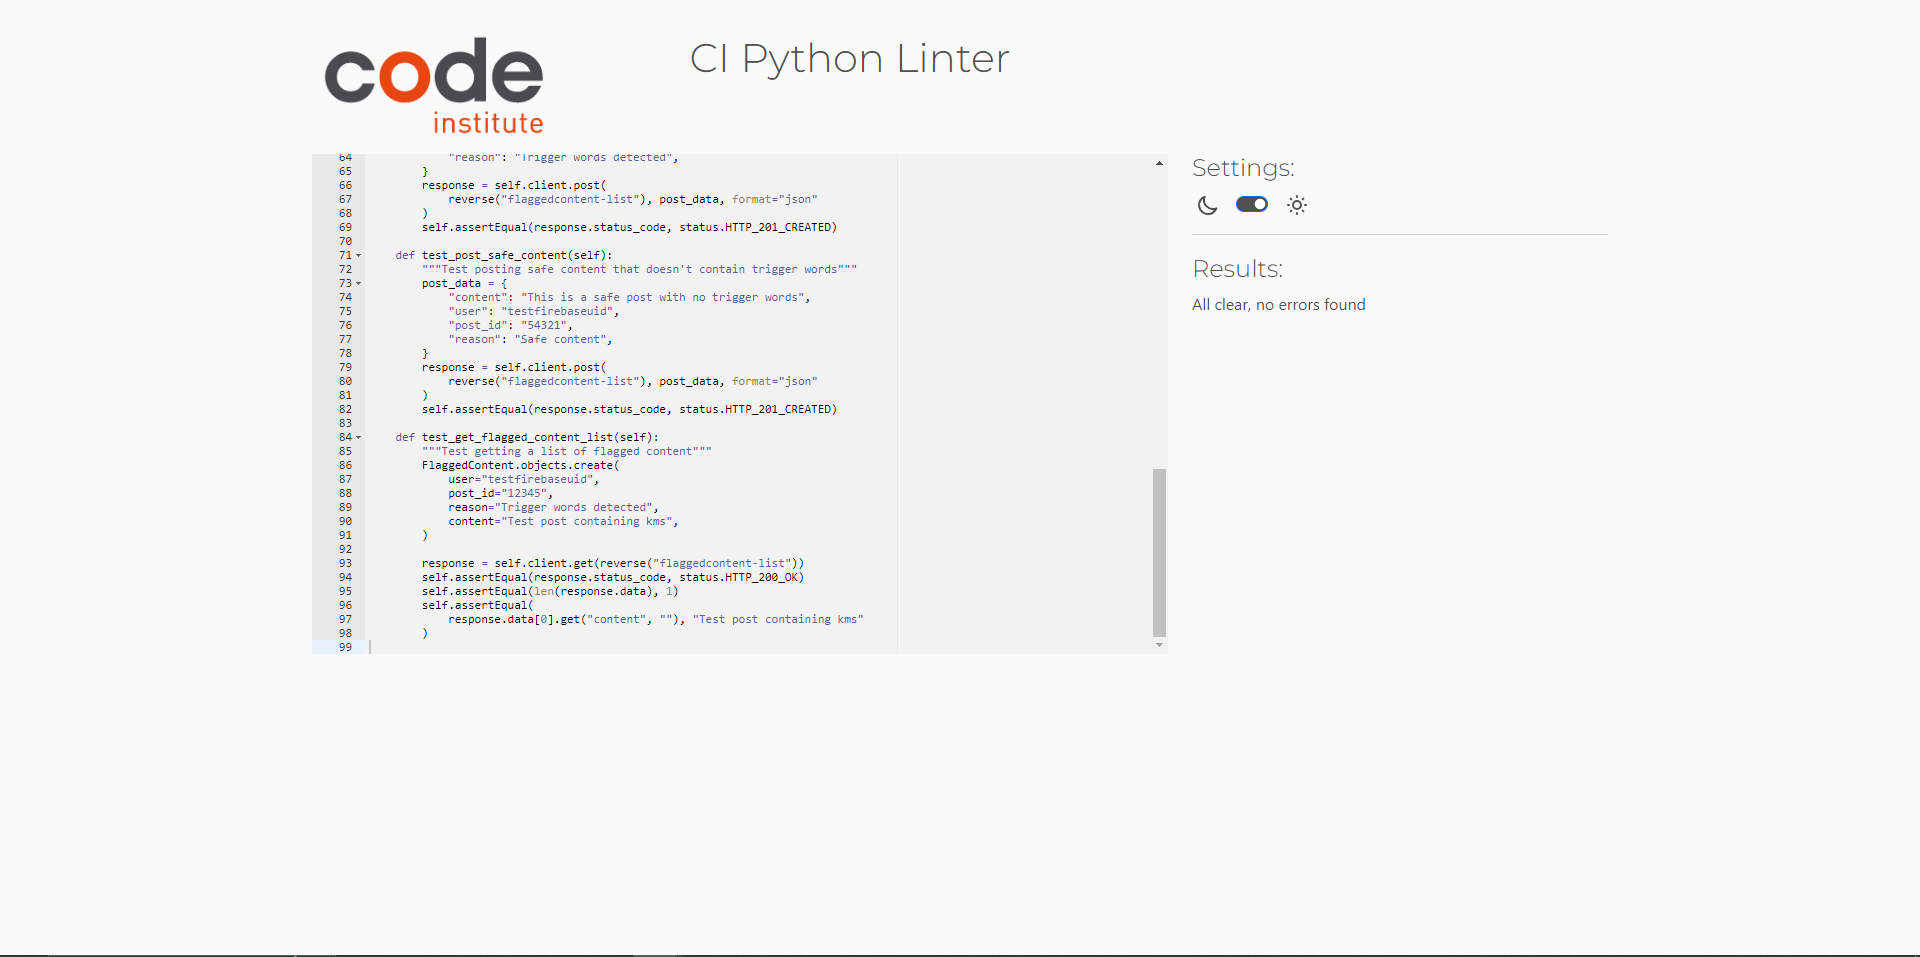 code
institute
CI Python Linter
64 "reason": "Trigger words detected",
65 }
66 response = self.client.post(
67 reverse("flaggedcontent-list"), post_data, format="json"
68 )
69 self.assertEqual(response.status_code, status.HTTP_201_CREATED)
70
71 def test_post_safe_content(self):
72 """Test posting safe content that doesn't contain trigger words"""
73 post_data = {
74 "content": "This is a safe post with no trigger words",
75 "user": "testfirebaseuid",
76 "post_id": "54321",
77 "reason": "Safe content",
78 }
79 response = self.client.post(
80 reverse("flaggedcontent-list"), post_data, format="json"
81 )
82 self.assertEqual(response.status_code, status.HTTP_201_CREATED)
83
84 def test_get_flagged_content_list(self):
85 """Test getting a list of flagged content"""
86 FlaggedContent.objects.create(
87 user="testfirebaseuid",
88 post_id="12345",
89 reason="Trigger words detected",
90 content="Test post containing kms",
91 )
92
93 response = self.client.get(reverse("flaggedcontent-list"))
94 self.assertEqual(response.status_code, status.HTTP_200_OK)
95 self.assertEqual(len(response.data), 1)
96 self.assertEqual(
97 response.data[0].get("content", ""), "Test post containing kms"
98 )
99
Settings:
Results:
All clear, no errors found